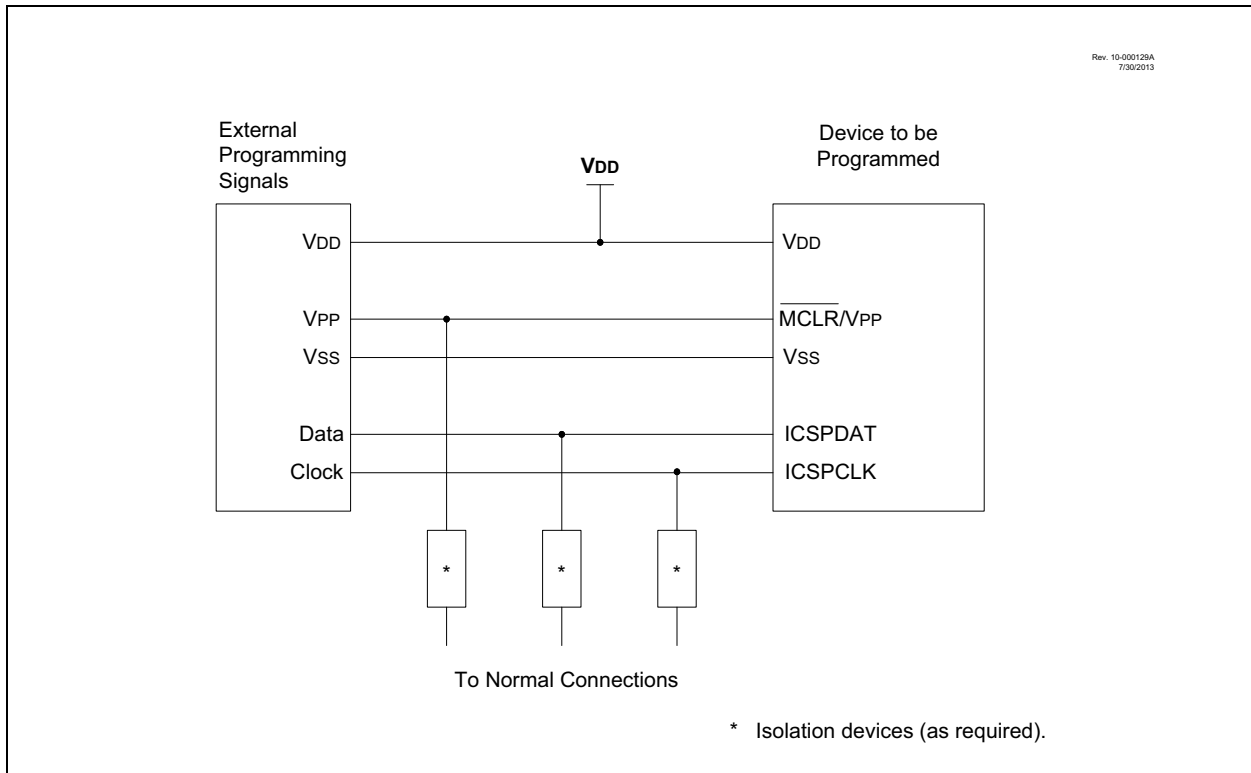 Rev. 10-000129A
7/30/2013
External
Programming
Signals
Device to be
Programmed
VDD
VDD
VDD
VPP
MCLR/VPP
VSS
VSS
Data
ICSPDAT
Clock
ICSPCLK
*
*
*
To Normal Connections
* Isolation devices (as required).